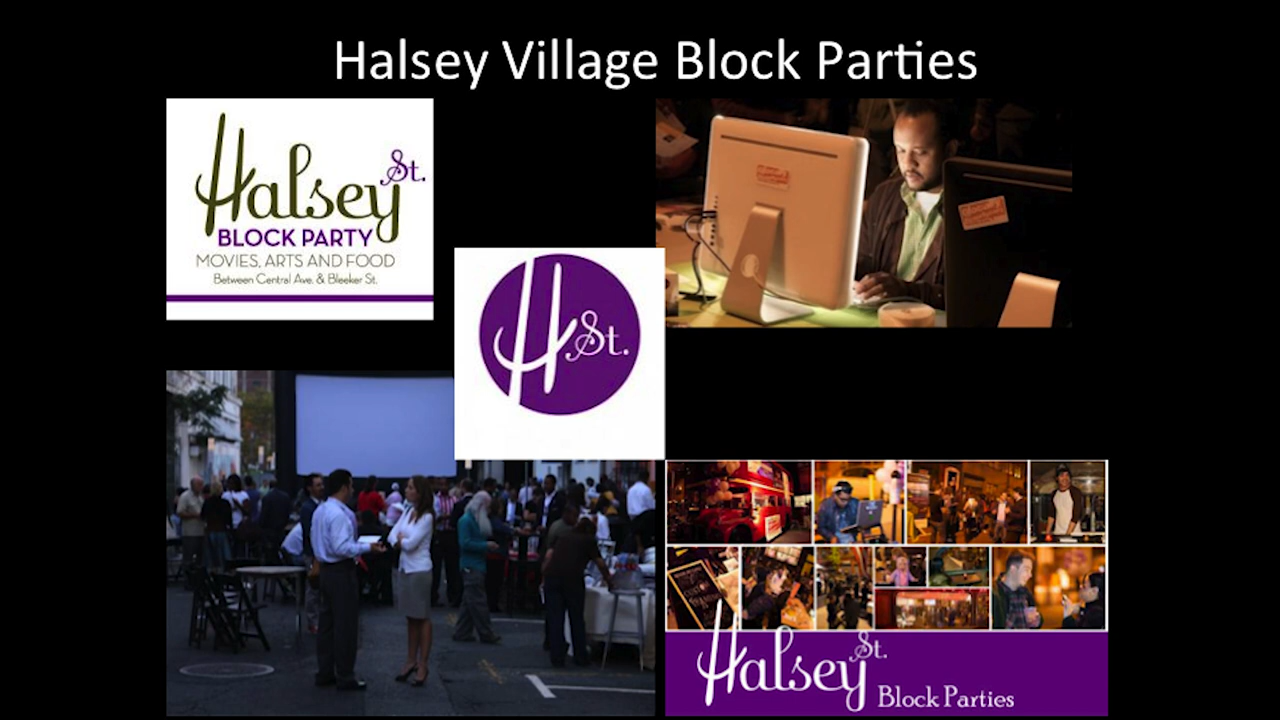 Halsey Village Block Parties
Halsey St.
BLOCK PARTY
MOVIES, ARTS AND FOOD
Between Central Ave. & Bleeker St.
H St.
Halsey St.
Block Parties